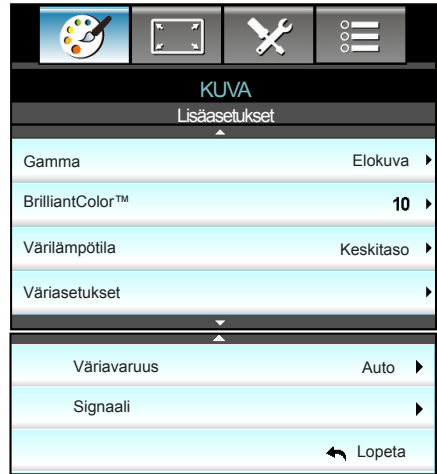 KUVA
Lisäasetukset
Gamma Elokuva
BrilliantColor™ 10
Värilämpötila Keskitaso
Väriasetukset
Väriavaruus Auto
Signaali
Lopeta